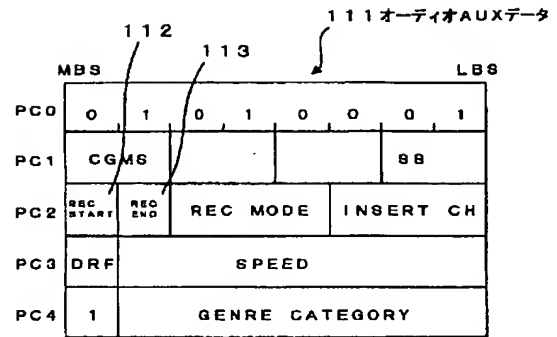 111オーディオAUXデータ
112
113
MBS LBS
PC0 0 1 0 1 0 0 0 1
PC1 CGMS SS
PC2 REC START REC END REC MODE INSERT CH
PC3 DRF SPEED
PC4 1 GENRE CATEGORY